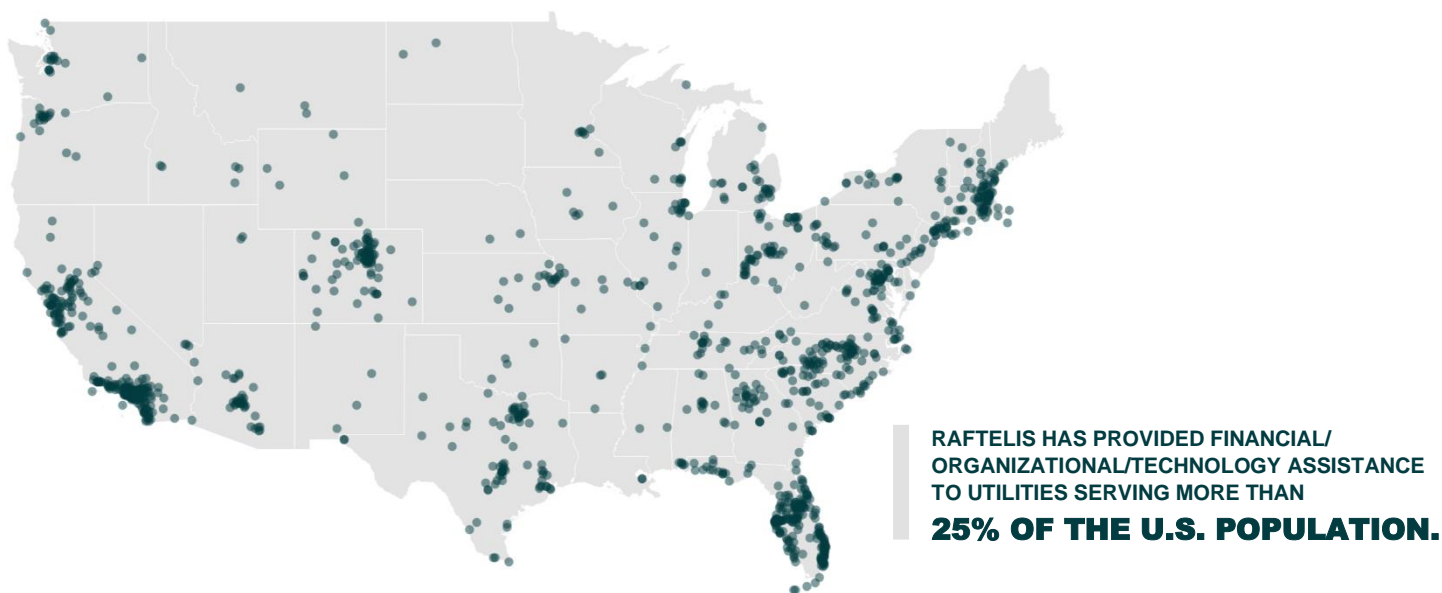 RAFTELIS HAS PROVIDED FINANCIAL/
ORGANIZATIONAL/TECHNOLOGY ASSISTANCE
TO UTILITIES SERVING MORE THAN
25% OF THE U.S. POPULATION.